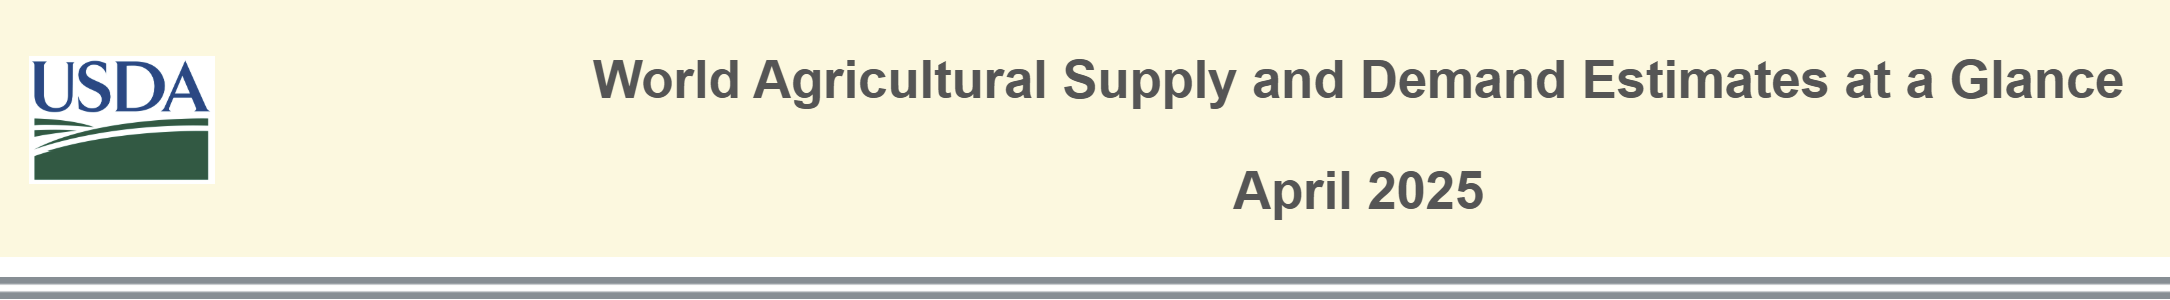 USDA
World Agricultural Supply and Demand Estimates at a Glance
April 2025